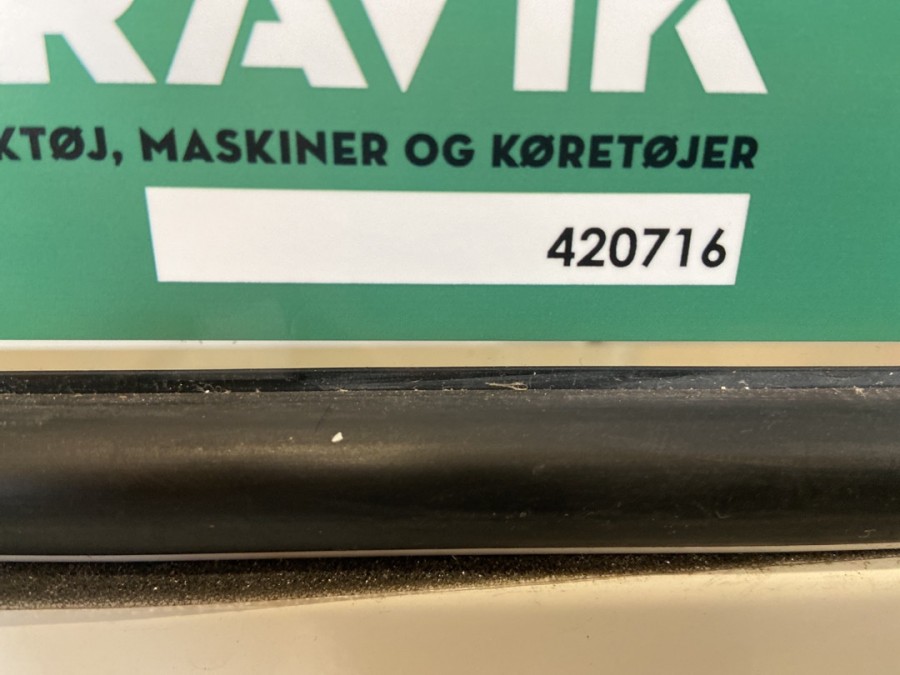 RAVIK
KTØJ, MASKINER OG KØRETØJER
420716